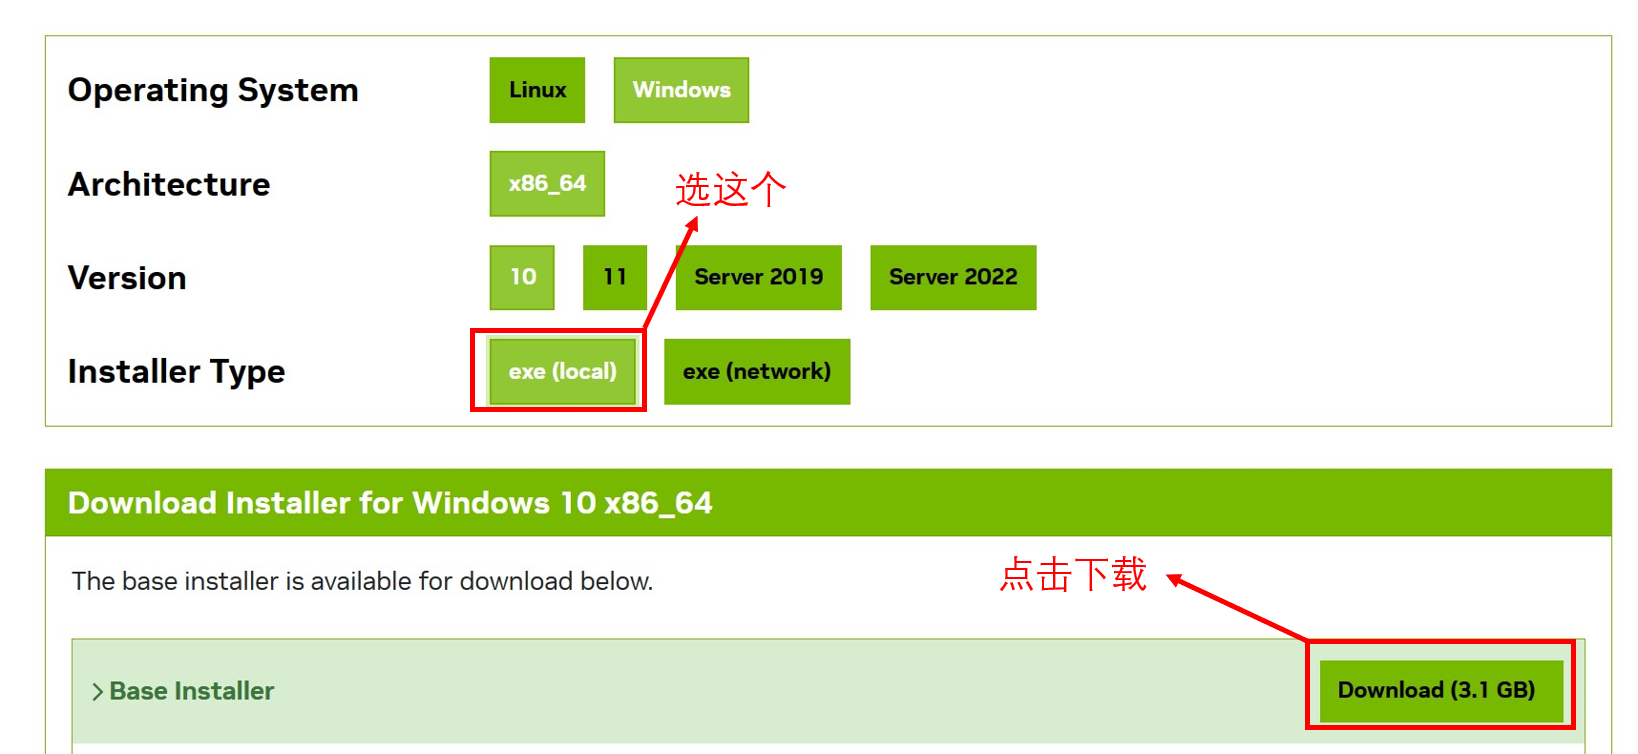 Operating System Linux Windows
Architecture x86_64 选这个
Version 10 11 Server 2019 Server 2022
Installer Type exe (local) exe (network)
Download Installer for Windows 10 x86_64
The base installer is available for download below.
点击下载
Base Installer Download (3.1 GB)